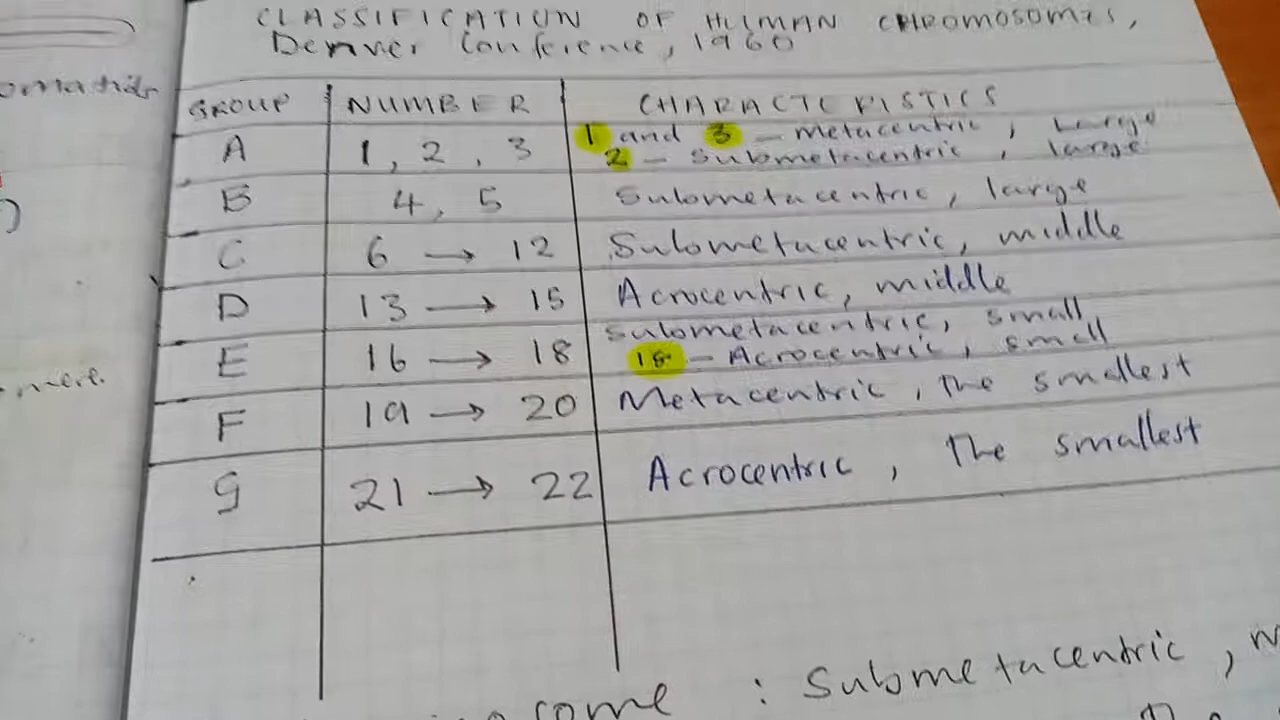 CLASSIFICATION OF HUMAN CHROMOSOMES,
Denver Conference, 1960
GROUP NUMBER CHARACTERISTICS
A 1, 2, 3 1 and 3 - Metacentric, Large
2 - Submetacentric, large
B 4, 5 Submetacentric, large
C 6 → 12 Submetacentric, middle
D 13 → 15 Acrocentric, middle
E 16 → 18 submetacentric, small
18 - Acrocentric, small
F 19 → 20 Metacentric, The smallest
G 21 → 22 Acrocentric, The smallest
: Submetacentric,